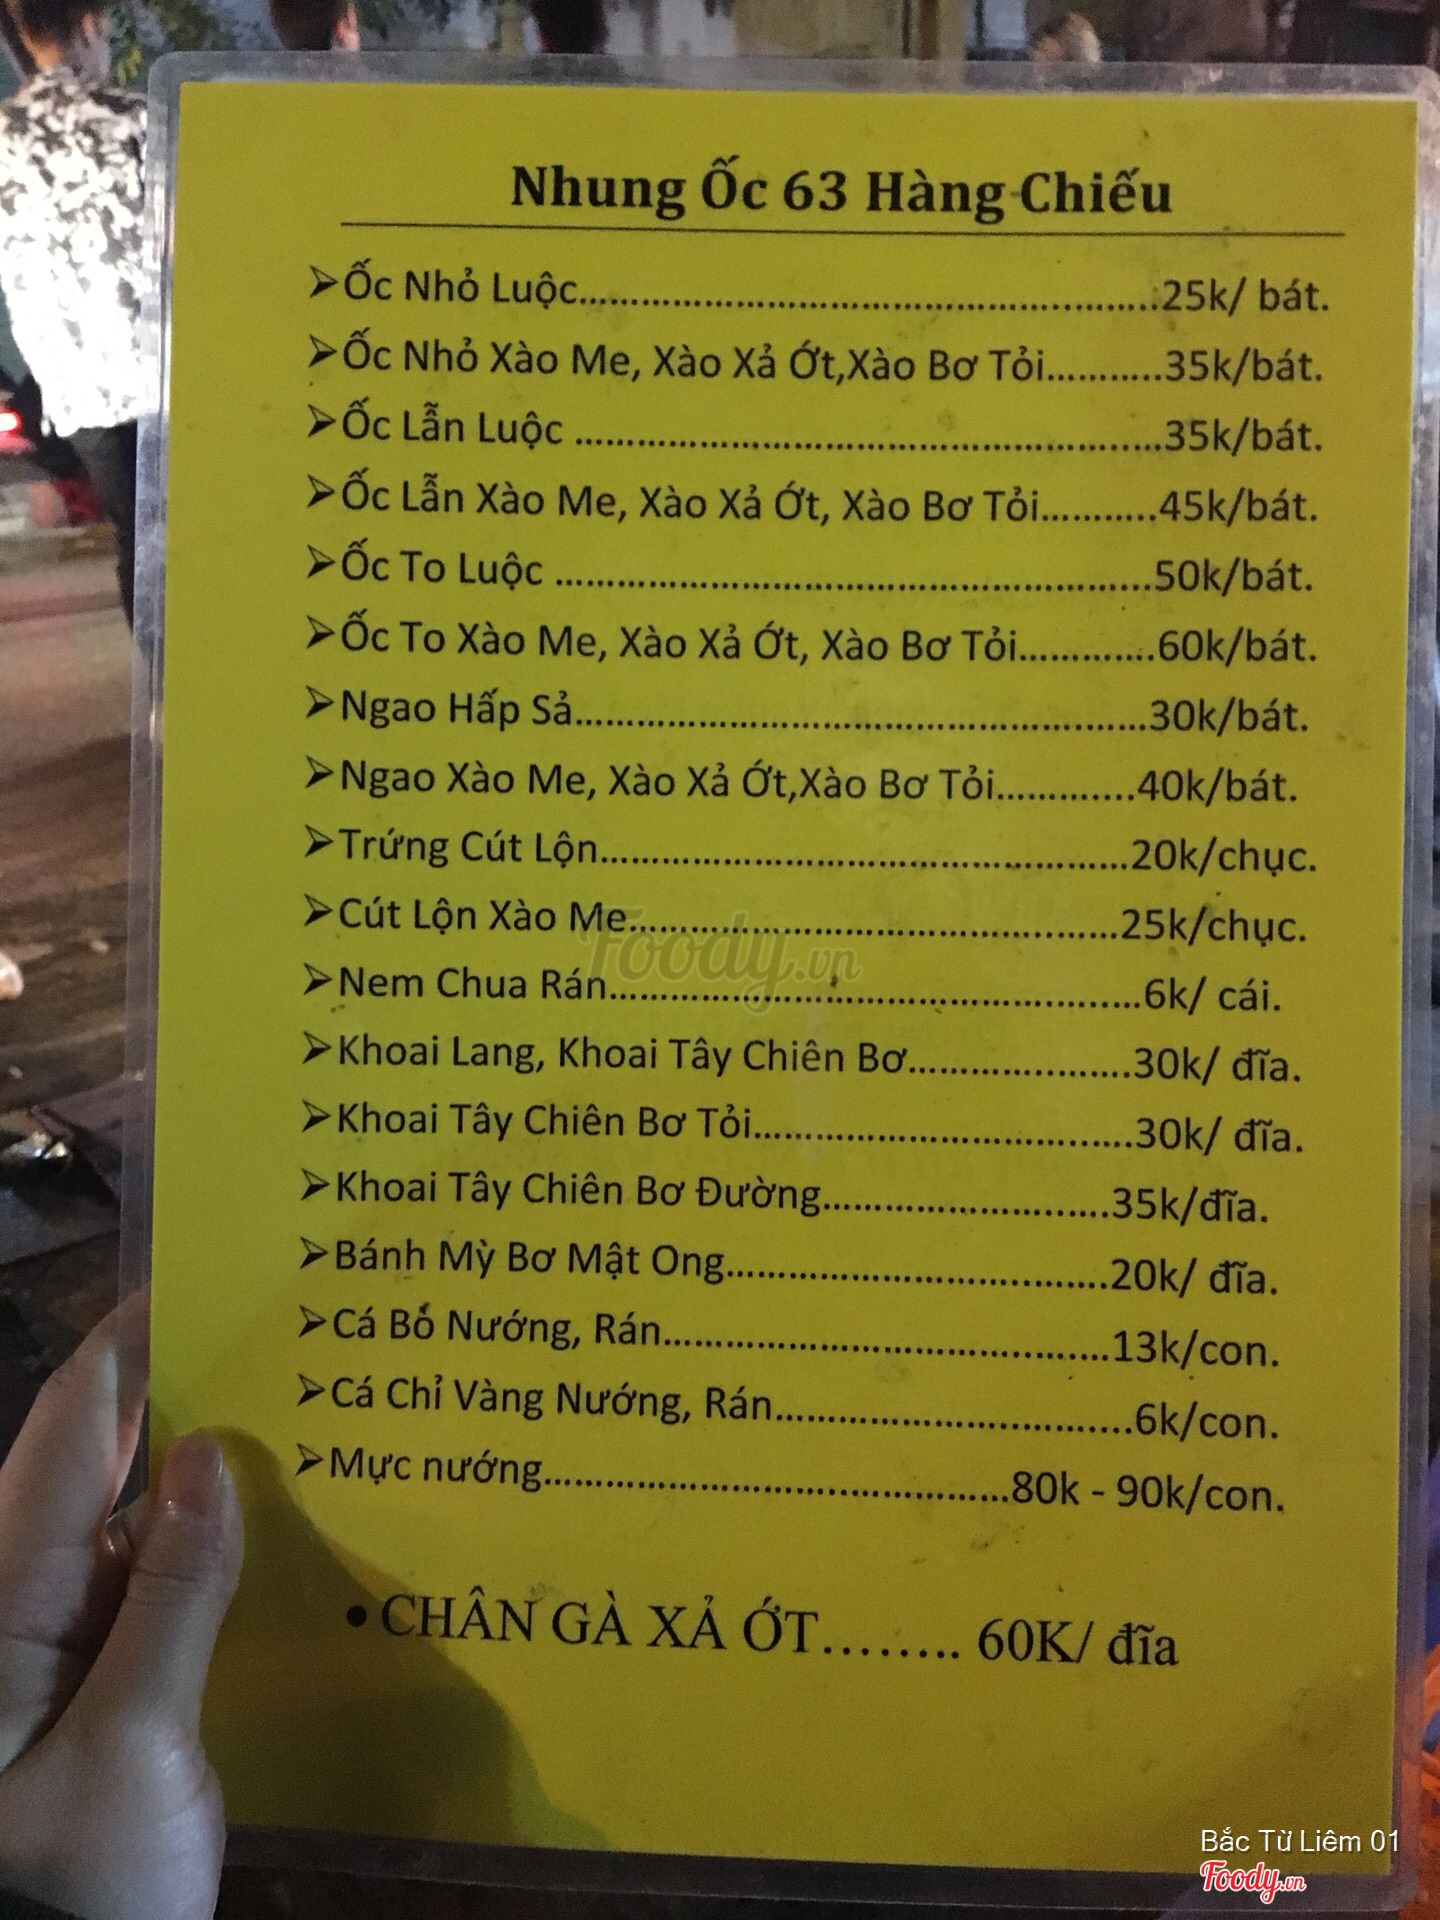 Nhung Ốc 63 Hàng Chiếu
➢Ốc Nhỏ Luộc................................................25k/ bát.
➢Ốc Nhỏ Xào Me, Xào Xả Ớt,Xào Bơ Tỏi...........35k/bát.
➢Ốc Lẫn Luộc ................................................35k/bát.
➢Ốc Lẫn Xào Me, Xào Xả Ớt, Xào Bơ Tỏi...........45k/bát.
➢Ốc To Luộc ................................................50k/bát.
➢Ốc To Xào Me, Xào Xả Ớt, Xào Bơ Tỏi.............60k/bát.
➢Ngao Hấp Sả................................................30k/bát.
➢Ngao Xào Me, Xào Xả Ớt,Xào Bơ Tỏi.............40k/bát.
➢Trứng Cút Lộn................................................20k/chục.
➢Cút Lộn Xào Me................................................25k/chục.
➢Nem Chua Rán................................................6k/ cái.
➢Khoai Lang, Khoai Tây Chiên Bơ.....................30k/ đĩa.
➢Khoai Tây Chiên Bơ Tỏi....................................30k/ đĩa.
➢Khoai Tây Chiên Bơ Đường...........................35k/đĩa.
➢Bánh Mỳ Bơ Mật Ong....................................20k/ đĩa.
➢Cá Bỏ Nướng, Rán..........................................13k/con.
➢Cá Chỉ Vàng Nướng, Rán..................................6k/con.
➢Mực nướng............................................80k - 90k/con.
•CHÂN GÀ XẢ ỚT........ 60K/ đĩa
Foody.vn
Bắc Từ Liêm 01
Foody.vn